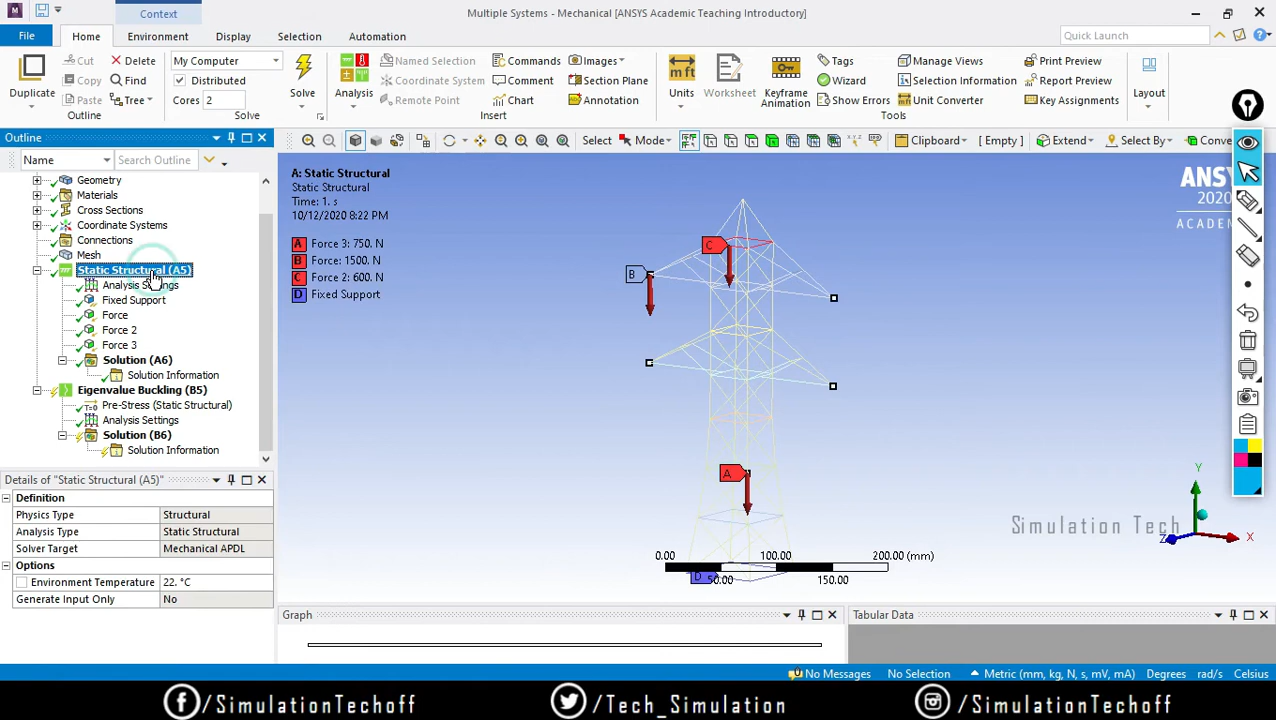 Context
Multiple Systems - Mechanical [ANSYS Academic Teaching Introductory]
File
Home
Environment
Display
Selection
Automation
Quick Launch
Duplicate
Cut
Copy
Paste
Delete
Find
Tree
Outline
My Computer
Distributed
Cores 2
Solve
Solve
Analysis
Named Selection
Coordinate System
Remote Point
Commands
Comment
Chart
Images
Section Plane
Annotation
Insert
Units
Worksheet
Keyframe
Animation
Tags
Wizard
Show Errors
Manage Views
Selection Information
Unit Converter
Tools
Print Preview
Report Preview
Key Assignments
Layout
Layout
Outline
Name
Search Outline
Select
Mode
Clipboard
[ Empty ]
Extend
Select By
Conve
Geometry
Materials
Cross Sections
Coordinate Systems
Connections
Mesh
Static Structural (A5)
Analysis Settings
Fixed Support
Force
Force 2
Force 3
Solution (A6)
Solution Information
Eigenvalue Buckling (B5)
Pre-Stress (Static Structural)
Analysis Settings
Solution (B6)
Solution Information
A: Static Structural
Static Structural
Time: 1. s
10/12/2020 8:22 PM
A Force 3: 750. N
B Force: 1500. N
C Force 2: 600. N
D Fixed Support
ANSYS
2020
ACADEM
C
B
A
D
Y
X
Z
Simulation Tech
0.00 100.00 200.00 (mm)
50.00 150.00
Details of "Static Structural (A5)"
Definition
Physics Type Structural
Analysis Type Static Structural
Solver Target Mechanical APDL
Options
Environment Temperature 22. °C
Generate Input Only No
Graph
Tabular Data
No Messages
No Selection
Metric (mm, kg, N, s, mV, mA)
Degrees
rad/s
Celsius
/SimulationTechoff
/Tech_Simulation
/SimulationTechoff